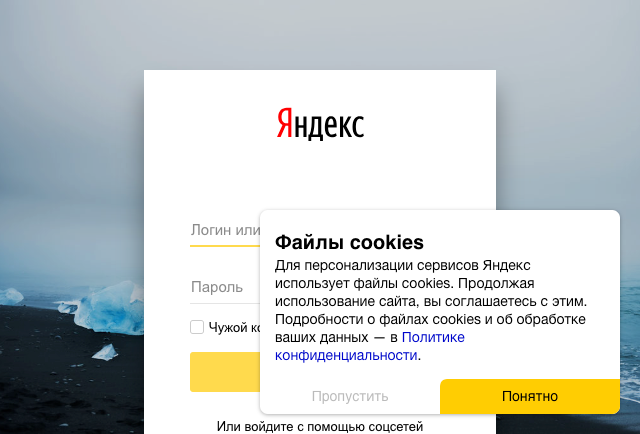 Яндекс
Логин или
Пароль
Чужой
Файлы cookies
Для персонализации сервисов Яндекс
использует файлы cookies. Продолжая
использование сайта, вы соглашаетесь с этим.
Подробности о файлах cookies и об обработке
ваших данных — в Политике
конфиденциальности.
Пропустить
Понятно
Или войдите с помощью соцсетей